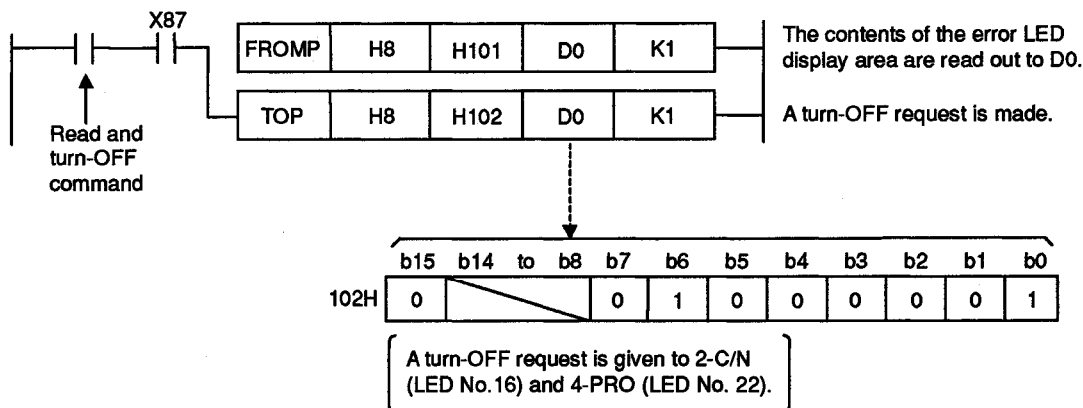 X87
FROMP H8 H101 D0 K1
The contents of the error LED
display area are read out to D0.
TOP H8 H102 D0 K1
A turn-OFF request is made.
Read and
turn-OFF
command
b15 b14 to b8 b7 b6 b5 b4 b3 b2 b1 b0
102H 0 0 1 0 0 0 0 0 1
A turn-OFF request is given to 2-C/N
(LED No.16) and 4-PRO (LED No. 22).